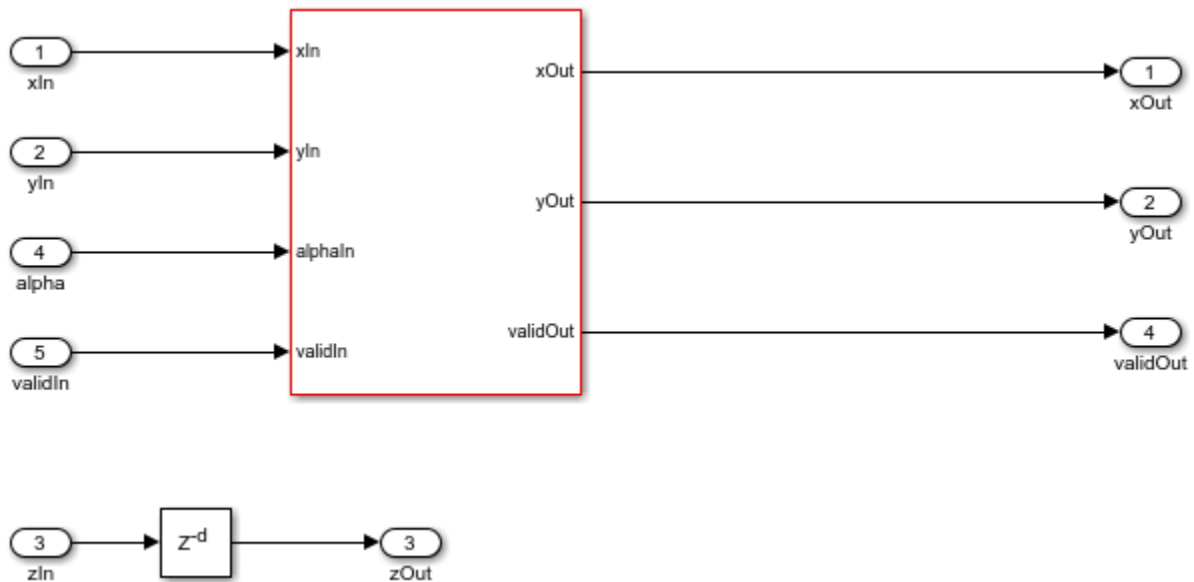 1
xIn
2
yIn
4
alpha
5
validIn
xIn
yIn
alphaIn
validIn
xOut
yOut
validOut
1
xOut
2
yOut
4
validOut
3
zIn
z-d
3
zOut